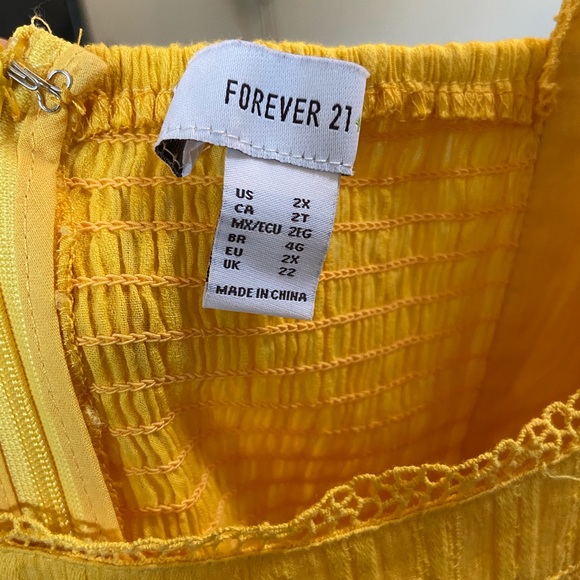 FOREVER 21
US 2X
CA 2T
MX/ECU 2EG
BR 4G
EU 2X
UK 22
MADE IN CHINA